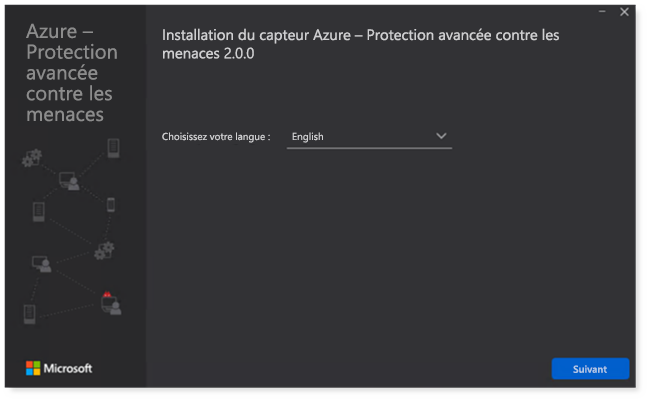 Azure –
Protection
avancée
contre les
menaces
Installation du capteur Azure – Protection avancée contre les
menaces 2.0.0
Choisissez votre langue : English
Microsoft
Suivant